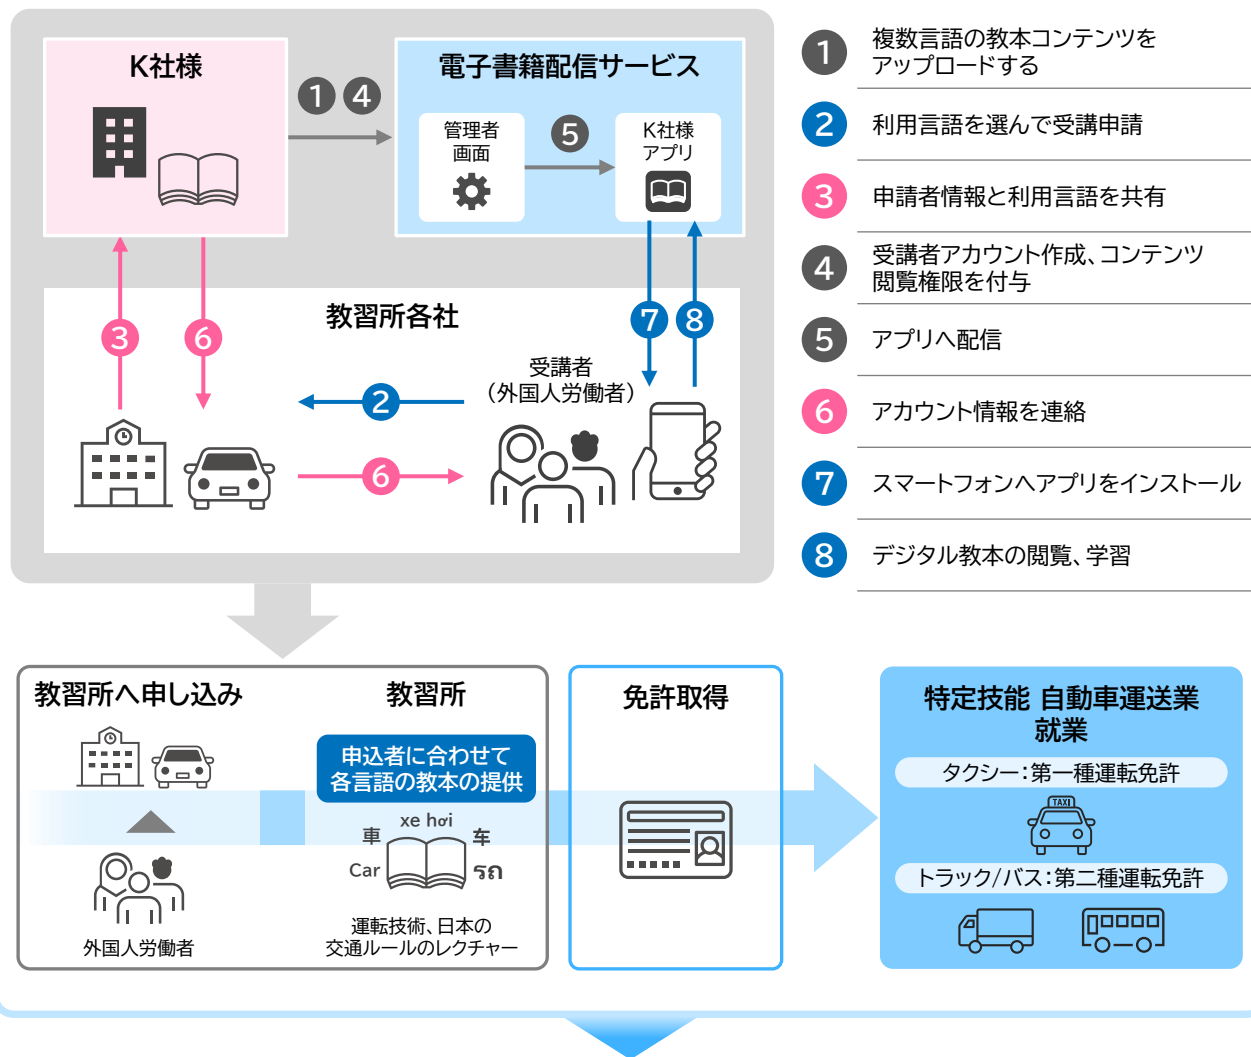 K社様
1 4
電子書籍配信サービス
管理者
画面
5
K社様
アプリ
3
6
教習所各社
7
8
受講者
(外国人労働者)
2
6
1
複数言語の教本コンテンツを
アップロードする
2
利用言語を選んで受講申請
3
申請者情報と利用言語を共有
4
受講者アカウント作成、コンテンツ
閲覧権限を付与
5
アプリへ配信
6
アカウント情報を連絡
7
スマートフォンへアプリをインストール
8
デジタル教本の閲覧、学習
教習所へ申し込み
外国人労働者
教習所
申込者に合わせて
各言語の教本の提供
xe hơi
車
车
Car
รถ
運転技術、日本の
交通ルールのレクチャー
免許取得
特定技能 自動車運送業
就業
タクシー:第一種運転免許
TAXI
トラック/バス:第二種運転免許